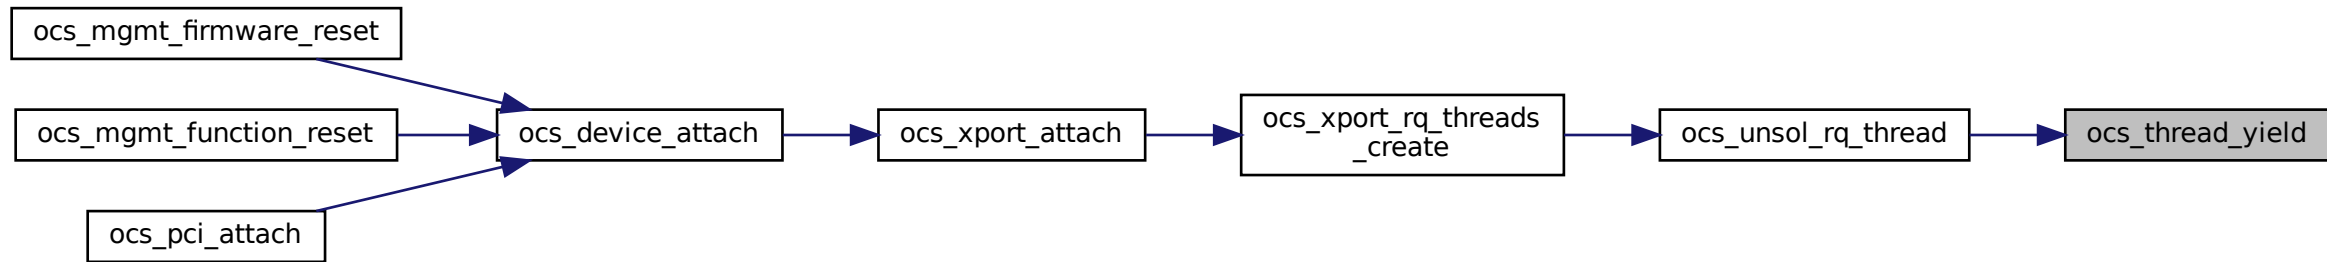 ocs_mgmt_firmware_reset
ocs_mgmt_function_reset
ocs_pci_attach
ocs_device_attach
ocs_xport_attach
ocs_xport_rq_threads
_create
ocs_unsol_rq_thread
ocs_thread_yield